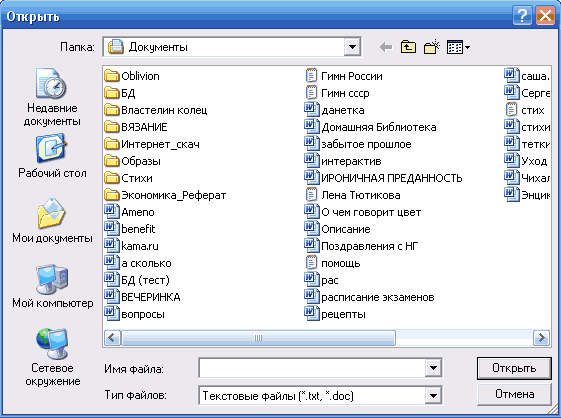 Открыть
Папка:
Документы
Недавние
документы
Рабочий стол
Мои документы
Мой компьютер
Сетевое
окружение
Oblivion
БД
Властелин колец
ВЯЗАНИЕ
Интернет_скач
Образы
Стихи
Экономика_Реферат
Ameno
benefit
kama.ru
а сколько
БД (тест)
ВЕЧЕРИНКА
вопросы
Гимн России
Гимн ссср
данетка
Домашняя Библиотека
забытое прошлое
интерактив
ИРОНИЧНАЯ ПРЕДАННОСТЬ
Лена Тютикова
О чем говорит цвет
Описание
Поздравления с НГ
помощь
рас
расписание экзаменов
рецепты
саша.
Серге
стих
стихи
тетки
Уход
Чихал
Энцик
Имя файла:
Открыть
Тип файлов:
Текстовые файлы (*.txt, *.doc)
Отмена